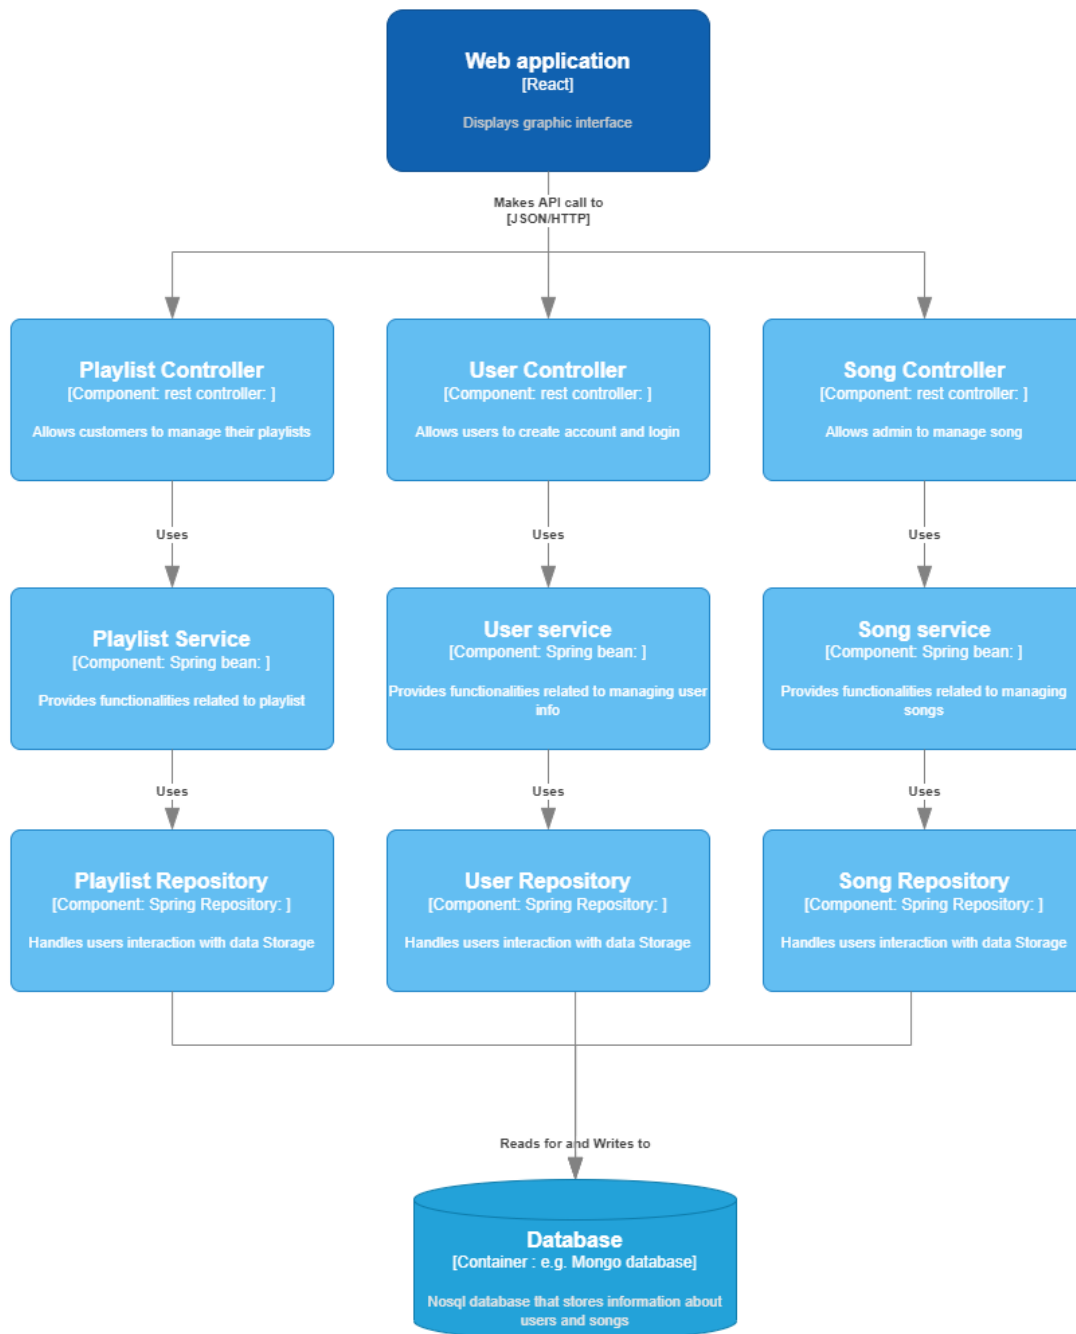 Web application
[React]
Displays graphic interface
Makes API call to
[JSON/HTTP]
Playlist Controller
[Component: rest controller: ]
Allows customers to manage their playlists
User Controller
[Component: rest controller: ]
Allows users to create account and login
Song Controller
[Component: rest controller: ]
Allows admin to manage song
Uses
Uses
Uses
Playlist Service
[Component: Spring bean: ]
Provides functionalities related to playlist
User service
[Component: Spring bean: ]
Provides functionalities related to managing user
info
Song service
[Component: Spring bean: ]
Provides functionalities related to managing
songs
Uses
Uses
Uses
Playlist Repository
[Component: Spring Repository: ]
Handles users interaction with data Storage
User Repository
[Component: Spring Repository: ]
Handles users interaction with data Storage
Song Repository
[Component: Spring Repository: ]
Handles users interaction with data Storage
Reads for and Writes to
Database
[Container : e.g. Mongo database]
Nosql database that stores information about
users and songs